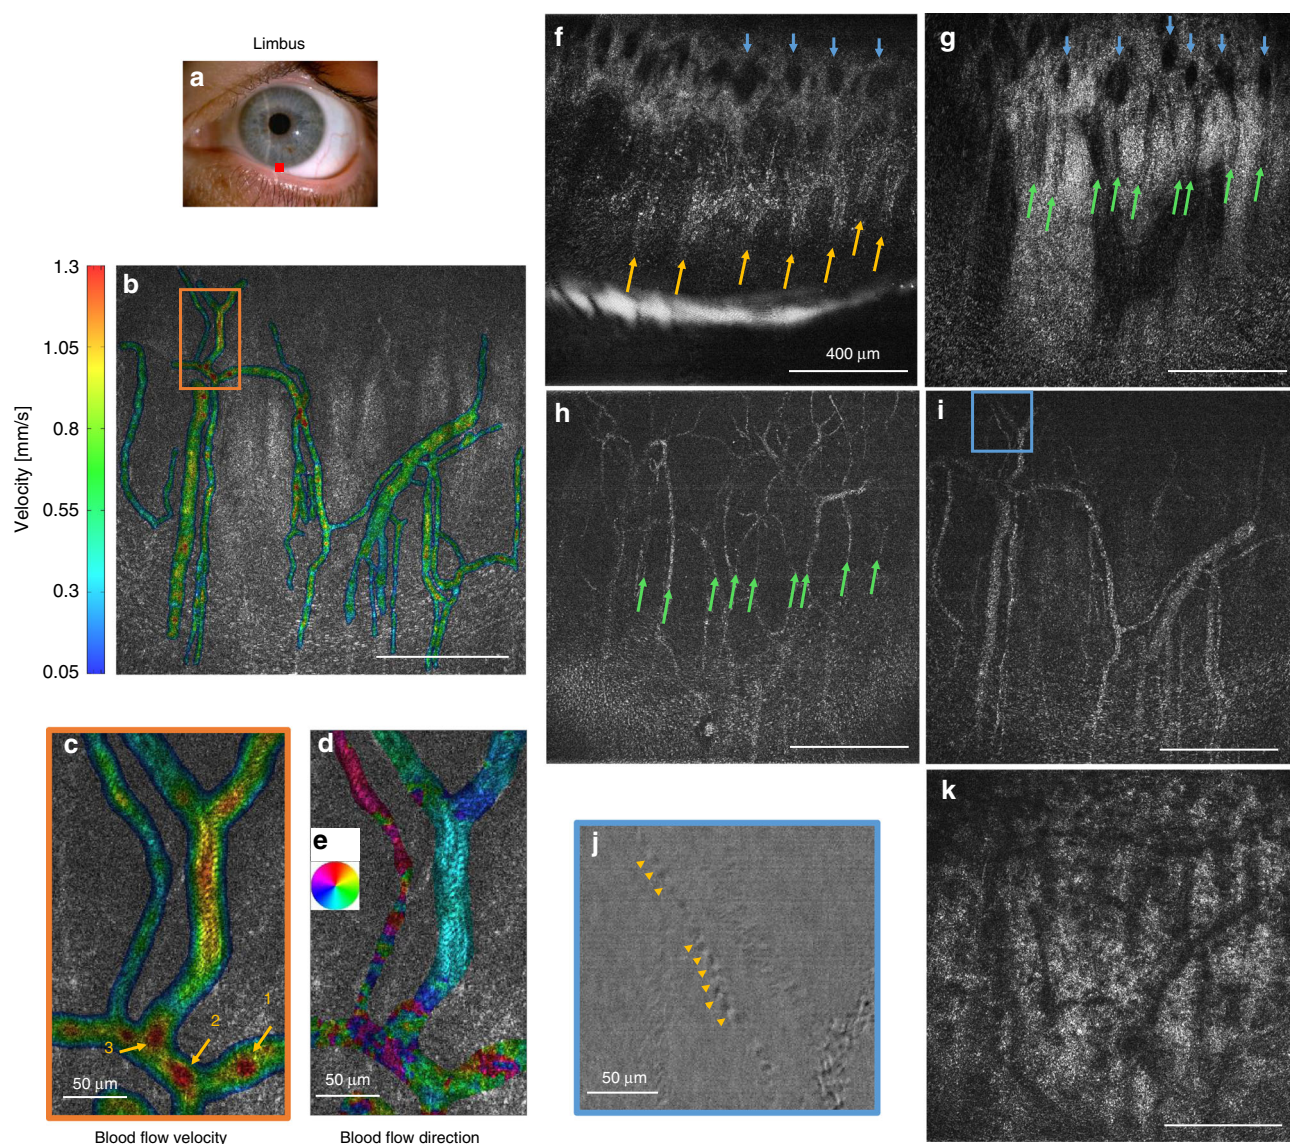 Limbus
a
b
1.3
1.05
0.8
0.55
0.3
0.05
Velocity [mm/s]
c
1
2
3
50 µm
Blood flow velocity
d
e
50 µm
Blood flow direction
f
400 µm
g
h
i
j
50 µm
k